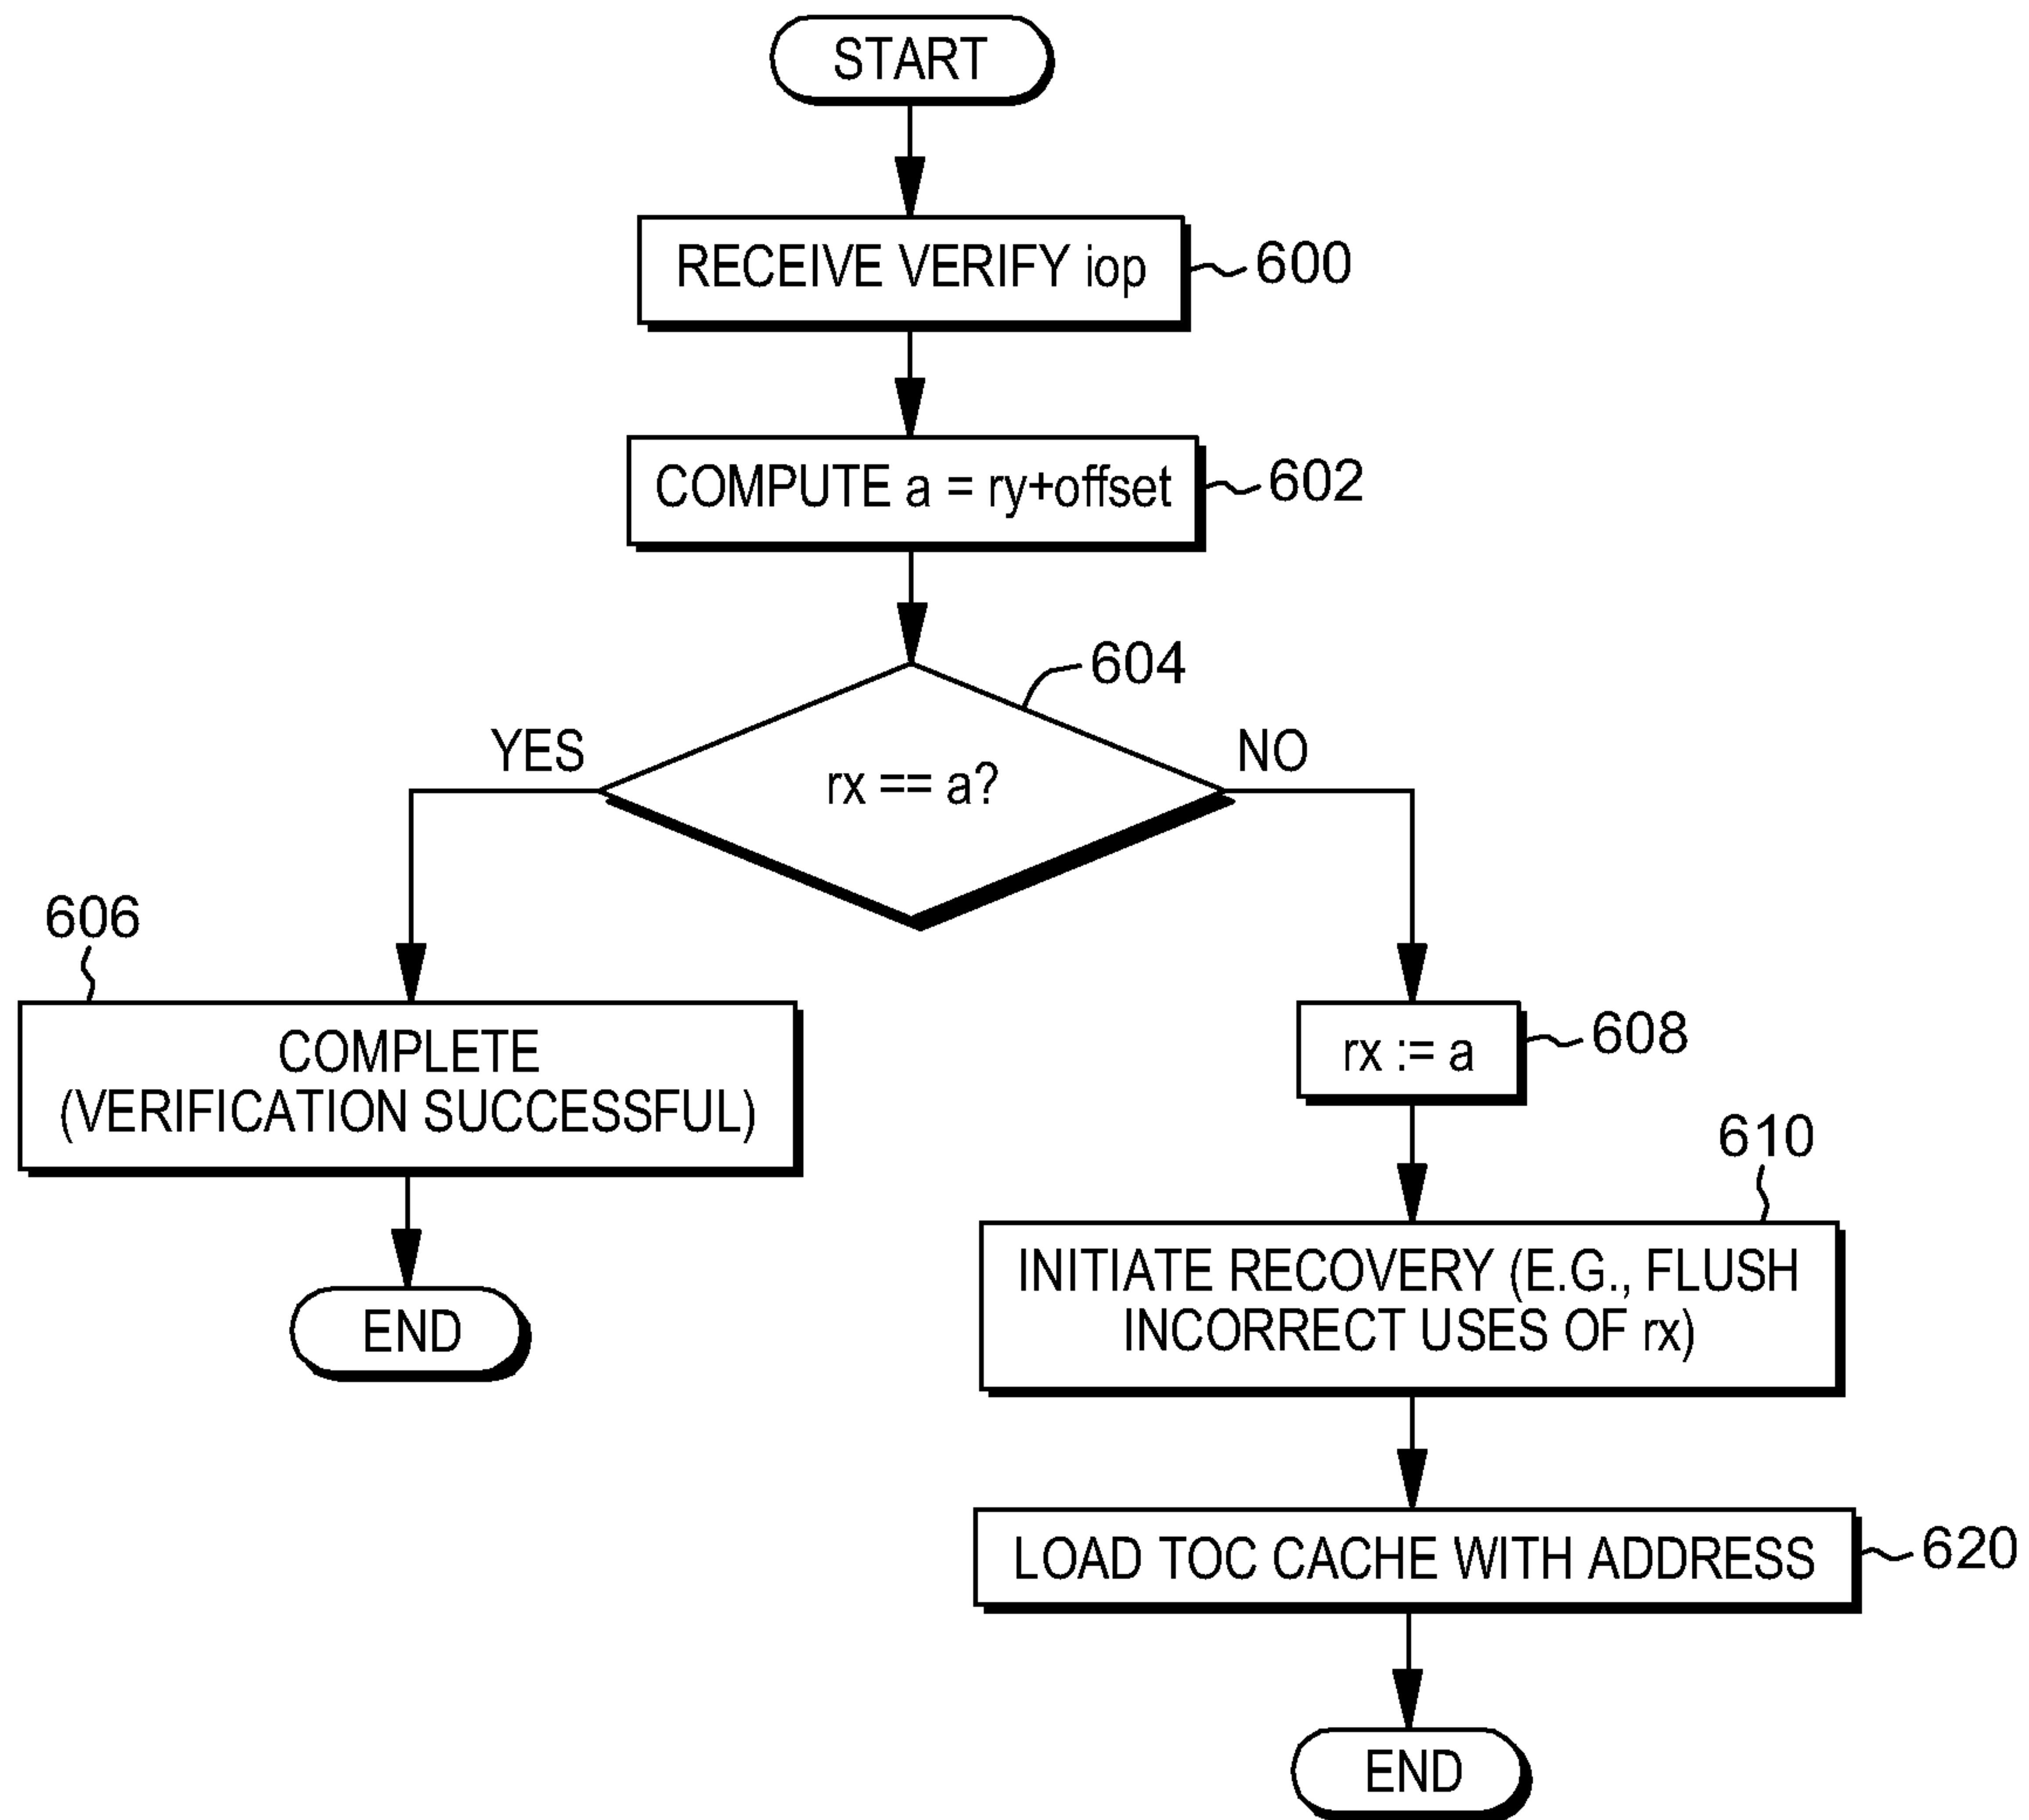 START
RECEIVE VERIFY iop
600
COMPUTE a = ry+offset
602
604
YES
rx == a?
NO
606
COMPLETE
(VERIFICATION SUCCESSFUL)
END
rx := a
608
610
INITIATE RECOVERY (E.G., FLUSH
INCORRECT USES OF rx)
LOAD TOC CACHE WITH ADDRESS
620
END